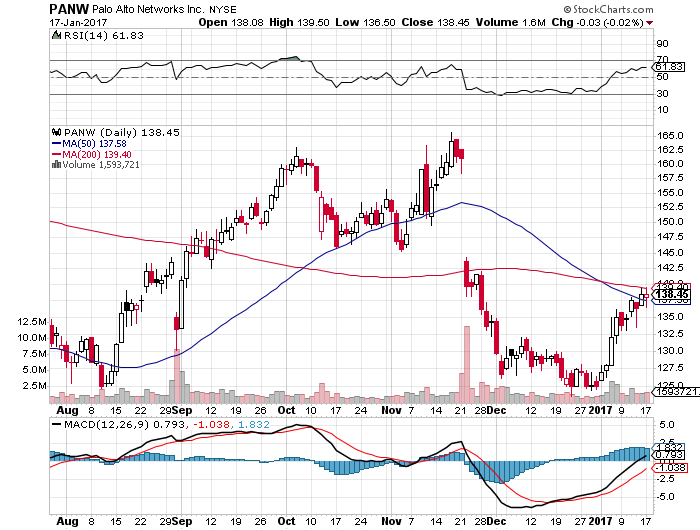 PANW Palo Alto Networks Inc. NYSE © StockCharts.com
17-Jan-2017 Open 138.08 High 139.50 Low 136.50 Close 138.45 Volume 1.6M Chg -0.03 (-0.02%)
RSI(14) 61.83
90
70
61.83
50
30
10
PANW (Daily) 138.45
MA(50) 137.58
MA(200) 139.40
Volume 1,593,721
165.0
162.5
160.0
157.5
155.0
152.5
150.0
147.5
145.0
142.5
138.45
135.0
132.5
130.0
127.5
125.0
1593721
12.5M
10.0M
7.5M
5.0M
2.5M
Aug 8 15 22 Sep 12 19 26 Oct 10 17 24 Nov 7 14 21 28 Dec 12 19 27 2017 9 17
MACD(12,26,9) 0.793, -1.038, 1.832
5.0
2.5
1.832
0.793
-1.038
-2.5
-5.0
Aug 8 15 22 Sep 12 19 26 Oct 10 17 24 Nov 7 14 21 28 Dec 12 19 27 2017 9 17